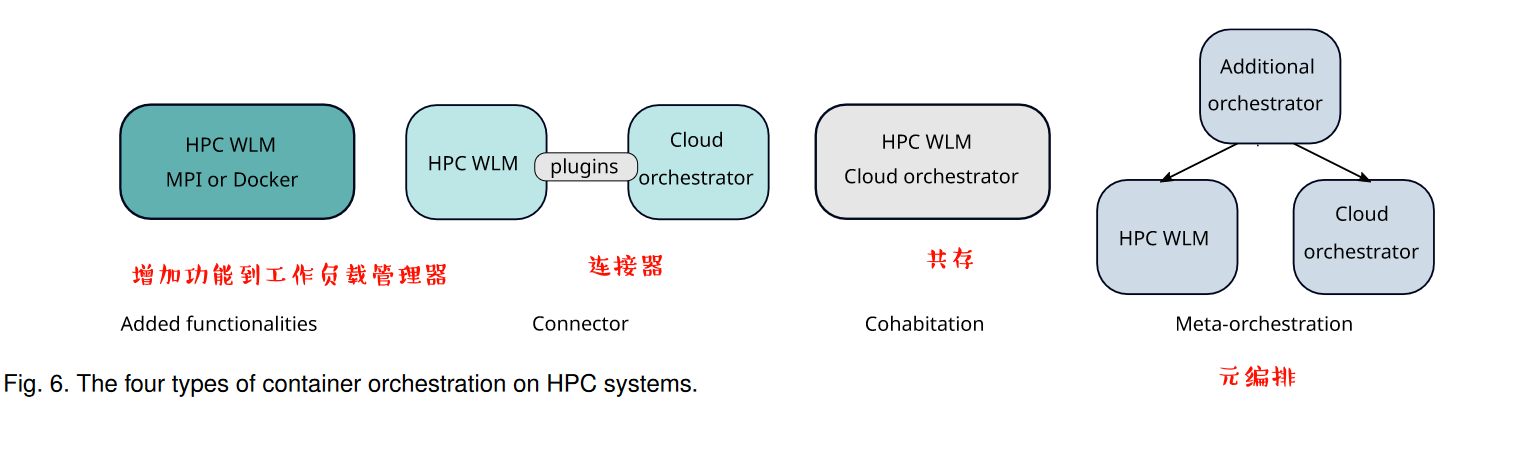 HPC WLM
MPI or Docker
增加功能到工作负载管理器
Added functionalities
HPC WLM
plugins
Cloud
orchestrator
连接器
Connector
HPC WLM
Cloud orchestrator
共存
Cohabitation
Additional
orchestrator
HPC WLM
Cloud
orchestrator
Meta-orchestration
元编排
Fig. 6. The four types of container orchestration on HPC systems.